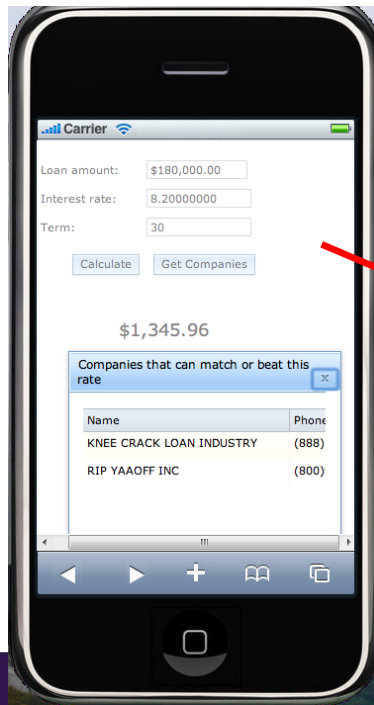 Carrier
Loan amount: $180,000.00
Interest rate: 8.20000000
Term: 30
Calculate Get Companies
$1,345.96
Companies that can match or beat this
rate x
Name Phone
KNEE CRACK LOAN INDUSTRY (888)
RIP YAAOFF INC (800)